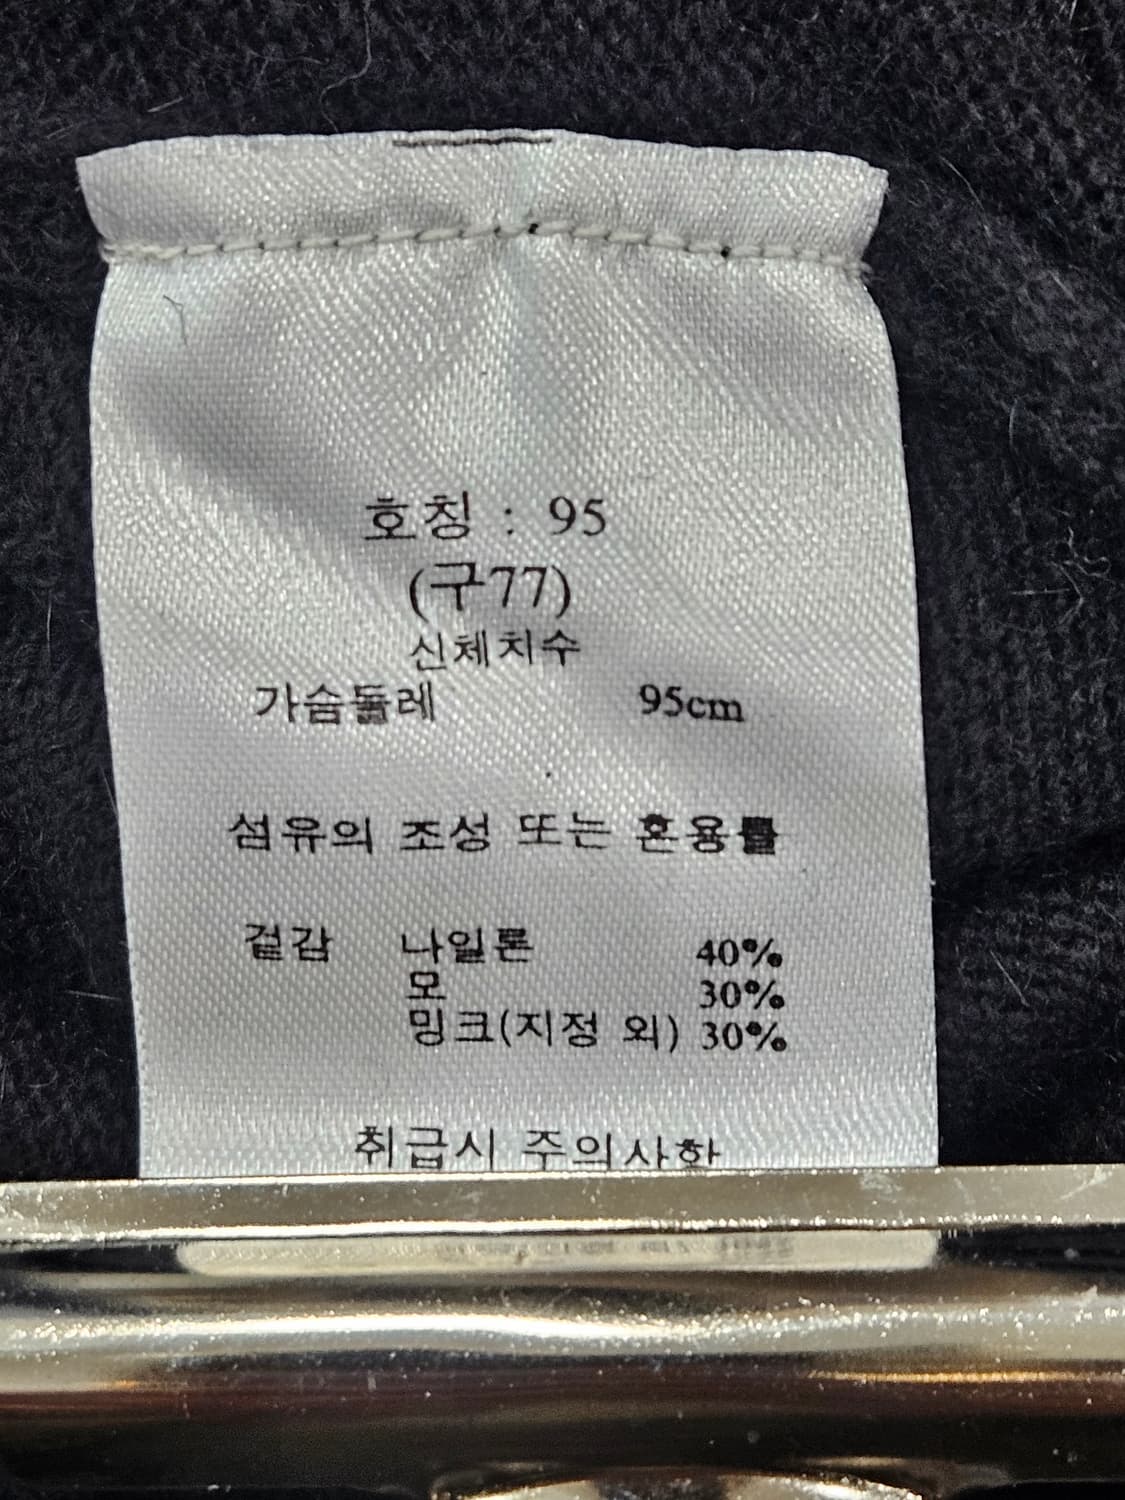 호칭 : 95
(구77)
신체치수
가슴둘레 95cm
섬유의 조성 또는 혼용률
겉감 나일론 40%
모 30%
밍크(지정 외) 30%
취급시 주의사항